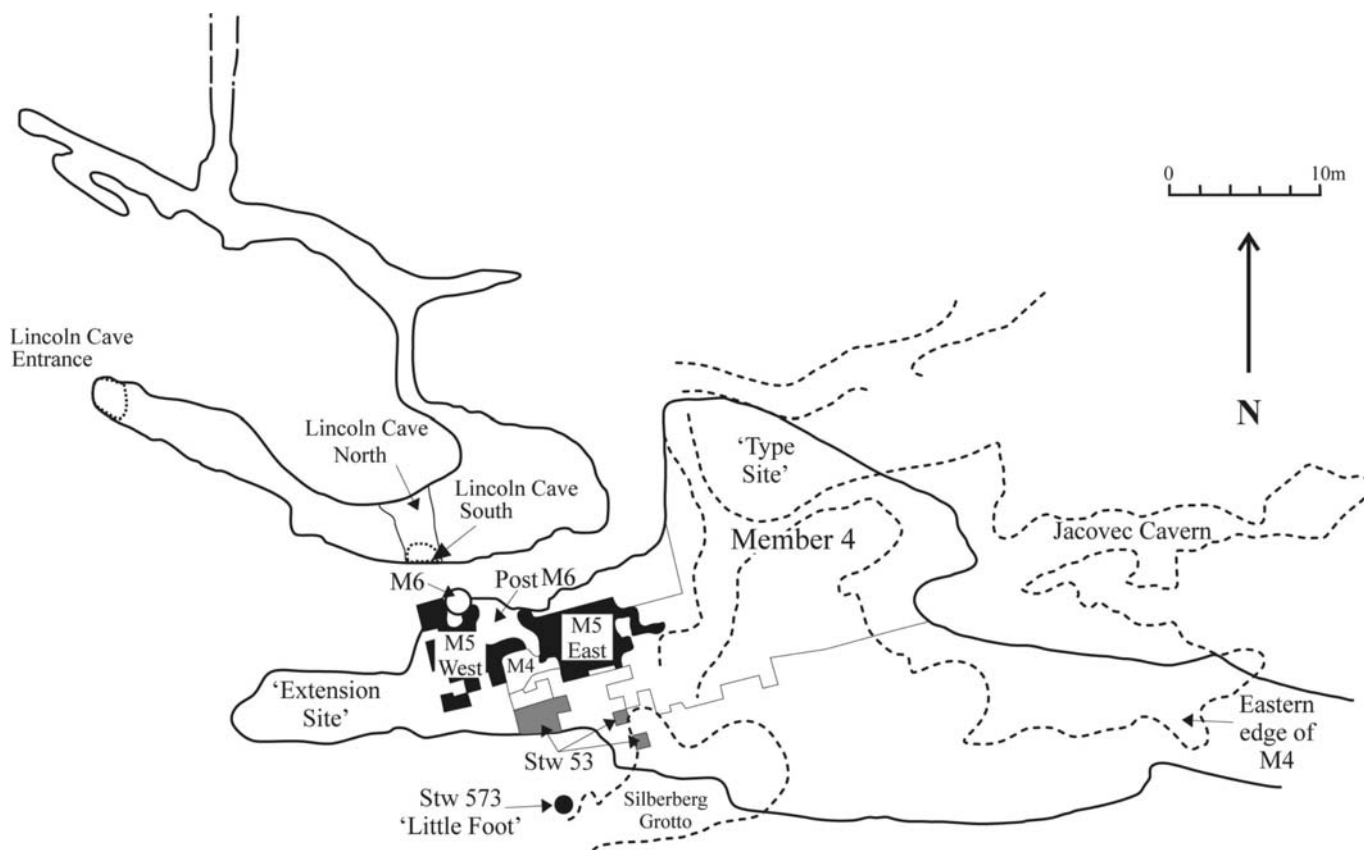 0 10m
N
Lincoln Cave
Entrance
Lincoln Cave
North
Lincoln Cave
South
'Type
Site'
Member 4
Jacovec Cavern
M6
Post M6
M5
West
M4
M5
East
'Extension
Site'
Stw 53
Eastern
edge of
M4
Stw 573
'Little Foot'
Silberberg
Grotto